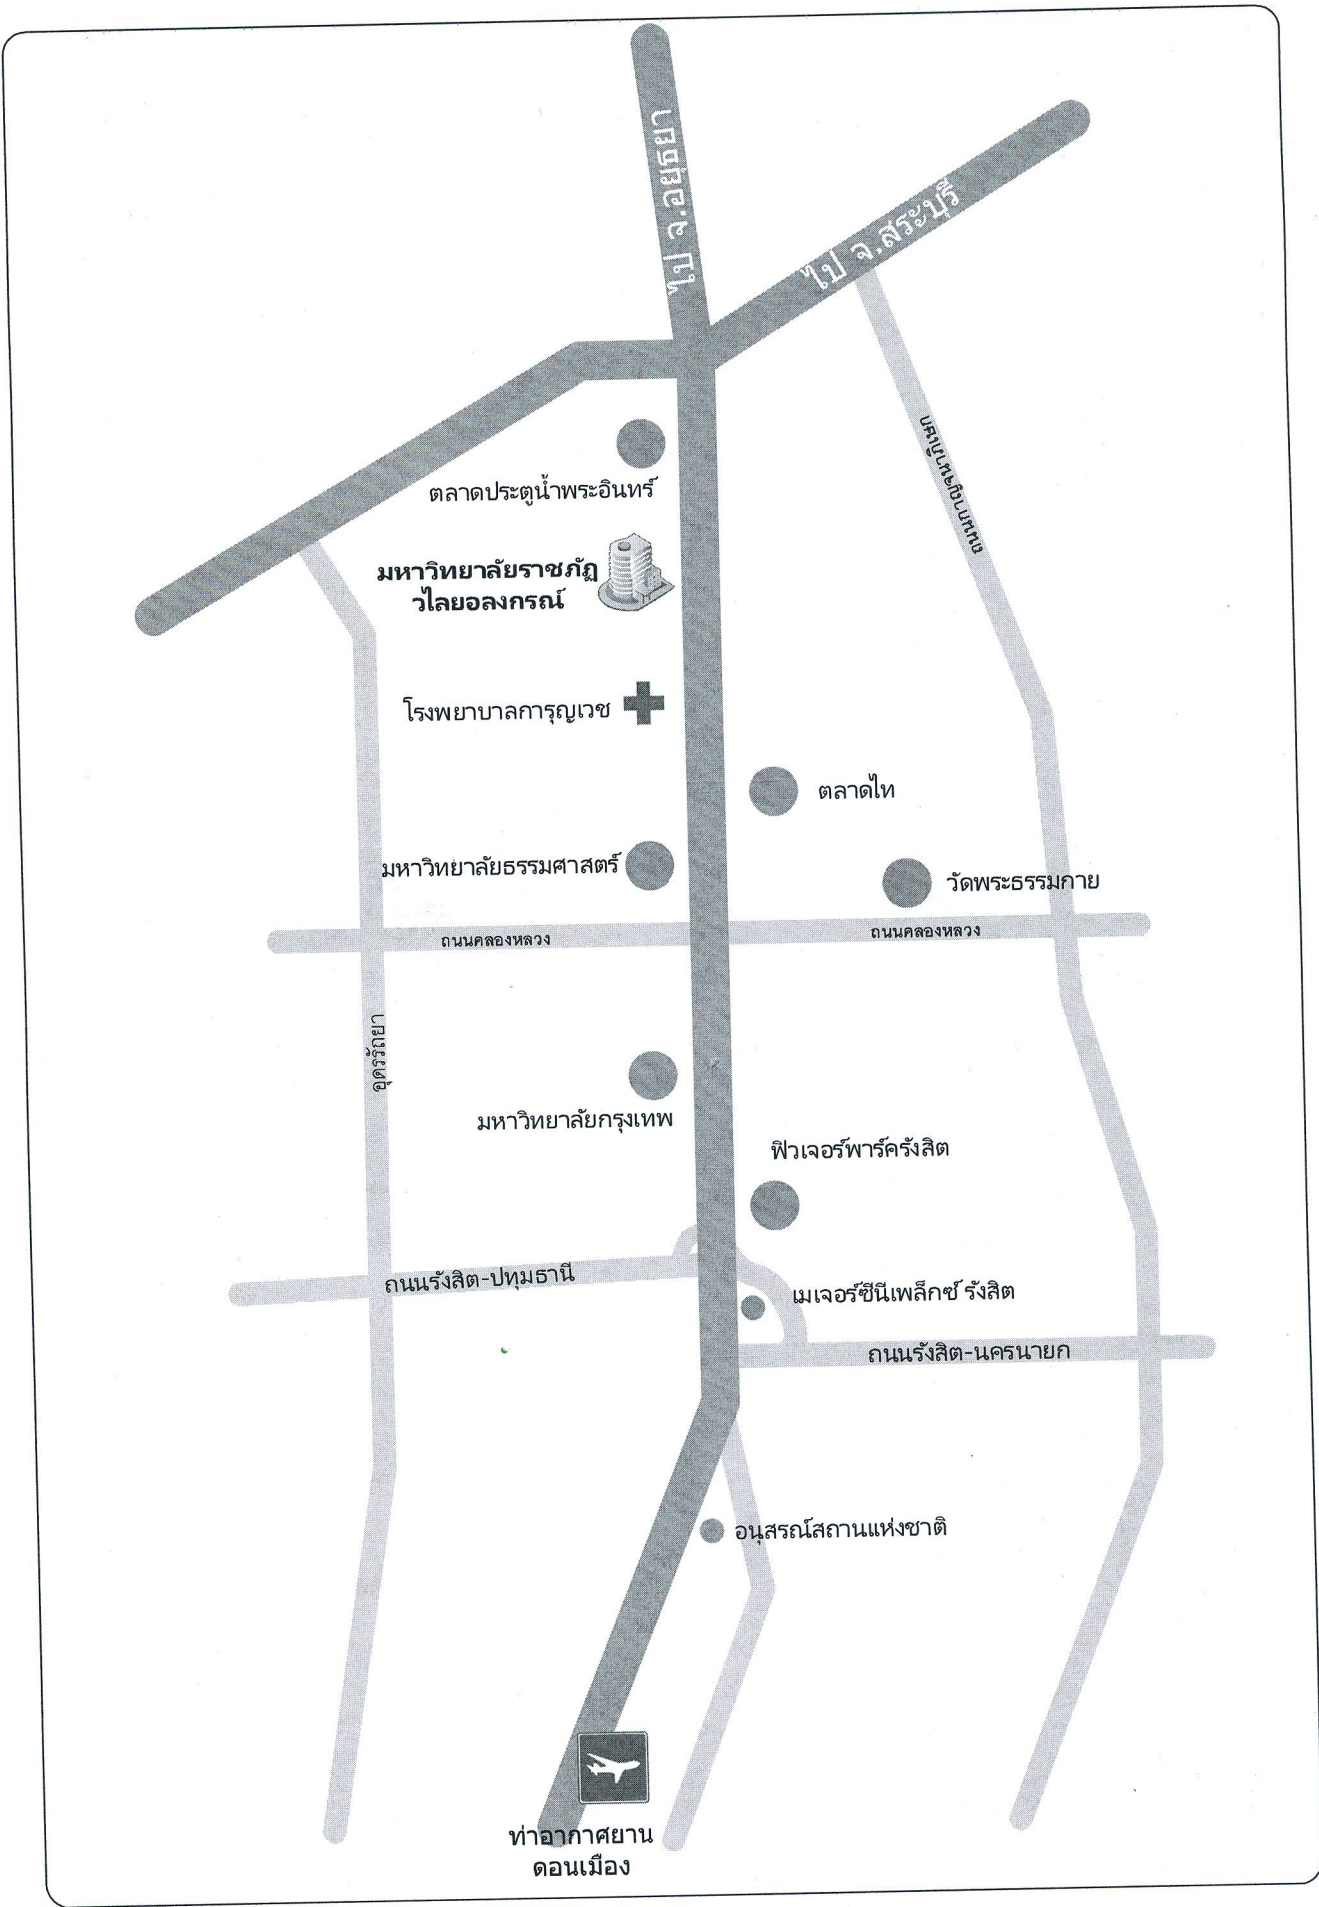 ไป จ.อยุธยา
ไป จ.สระบุรี
ถนนกาญจนาภิเษก
ตลาดประตูน้ำพระอินทร์
มหาวิทยาลัยราชภัฏ
วไลยอลงกรณ์
โรงพยาบาลการุญเวช
ตลาดไท
มหาวิทยาลัยธรรมศาสตร์
วัดพระธรรมกาย
ถนนคลองหลวง
ถนนคลองหลวง
อุดรรัถยา
มหาวิทยาลัยกรุงเทพ
ฟิวเจอร์พาร์ครังสิต
ถนนรังสิต-ปทุมธานี
เมเจอร์ซีนีเพล็กซ์ รังสิต
ถนนรังสิต-นครนายก
อนุสรณ์สถานแห่งชาติ
ท่าอากาศยาน
ดอนเมือง